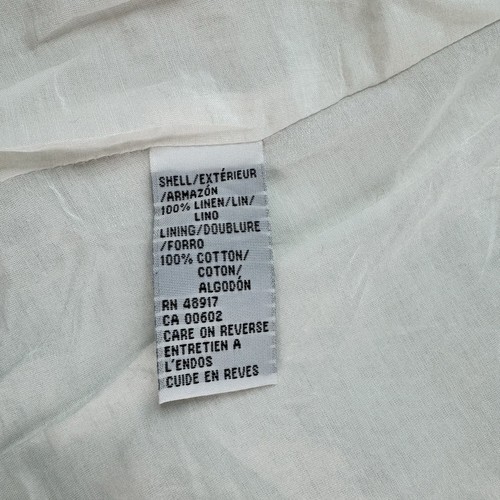 SHELL/EXTÉRIEUR
/ARMAZÓN
100% LINEN/LIN/
LINO
LINING/DOUBLURE
/FORRO
100% COTTON/
COTON/
ALGODÓN
RN 48917
CA 00602
CARE ON REVERSE
ENTRETIEN A
L'ENDOS
CUIDE EN REVES